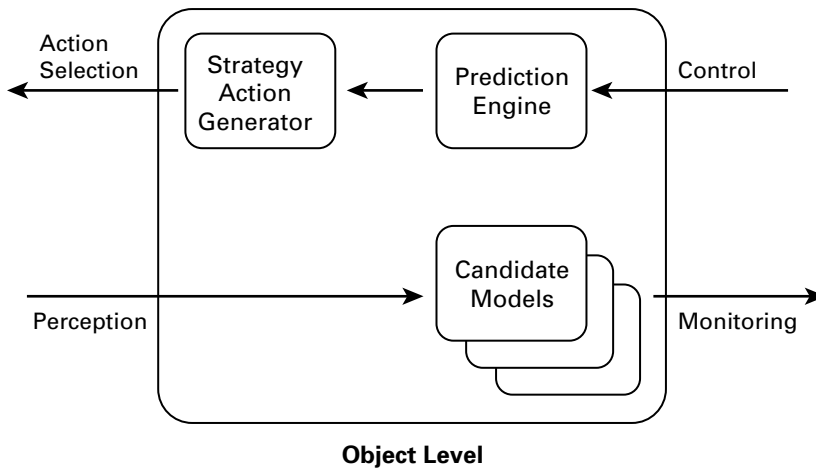 Action
Selection
Strategy
Action
Generator
Prediction
Engine
Control
Perception
Candidate
Models
Monitoring
Object Level